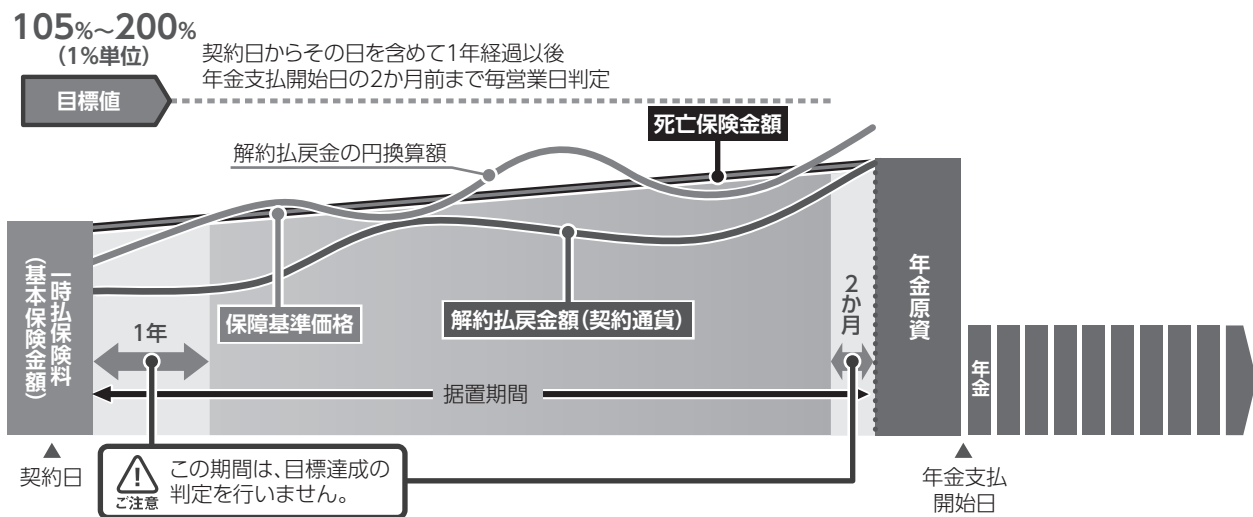 105%～200%
(1%単位)
目標値
契約日からその日を含めて1年経過以後
年金支払開始日の2か月前まで毎営業日判定
死亡保険金額
解約払戻金の円換算額
一時払保険料
(基本保険金額)
保障基準価格
解約払戻金額(契約通貨)
1年
2か月
年金原資
据置期間
年金
契約日
ご注意
この期間は、目標達成の
判定を行いません。
年金支払
開始日